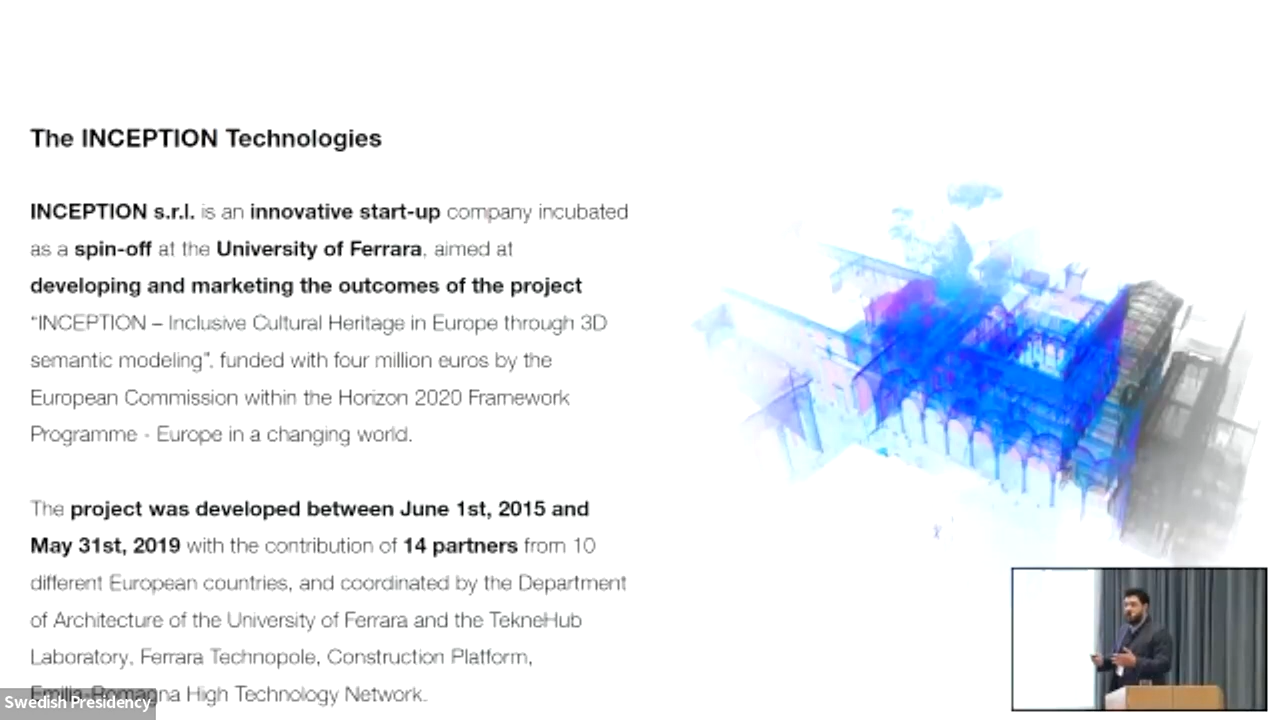 The INCEPTION Technologies
INCEPTION s.r.l. is an innovative start-up company incubated
as a spin-off at the University of Ferrara, aimed at
developing and marketing the outcomes of the project
“INCEPTION – Inclusive Cultural Heritage in Europe through 3D
semantic modeling”, funded with four million euros by the
European Commission within the Horizon 2020 Framework
Programme - Europe in a changing world.
The project was developed between June 1st, 2015 and
May 31st, 2019 with the contribution of 14 partners from 10
different European countries, and coordinated by the Department
of Architecture of the University of Ferrara and the TekneHub
Laboratory, Ferrara Technopole, Construction Platform,
Emilia-Romagna High Technology Network.
Swedish Presidency